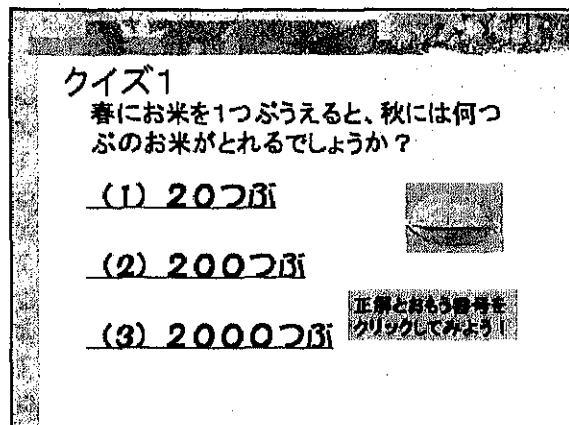 クイズ1
春にお米を1つぶうえると、秋には何つ
ぶのお米がとれるでしょうか？
(1) 20つぶ
(2) 200つぶ
(3) 2000つぶ
正解とおもう番号を
クリックしてみよう！